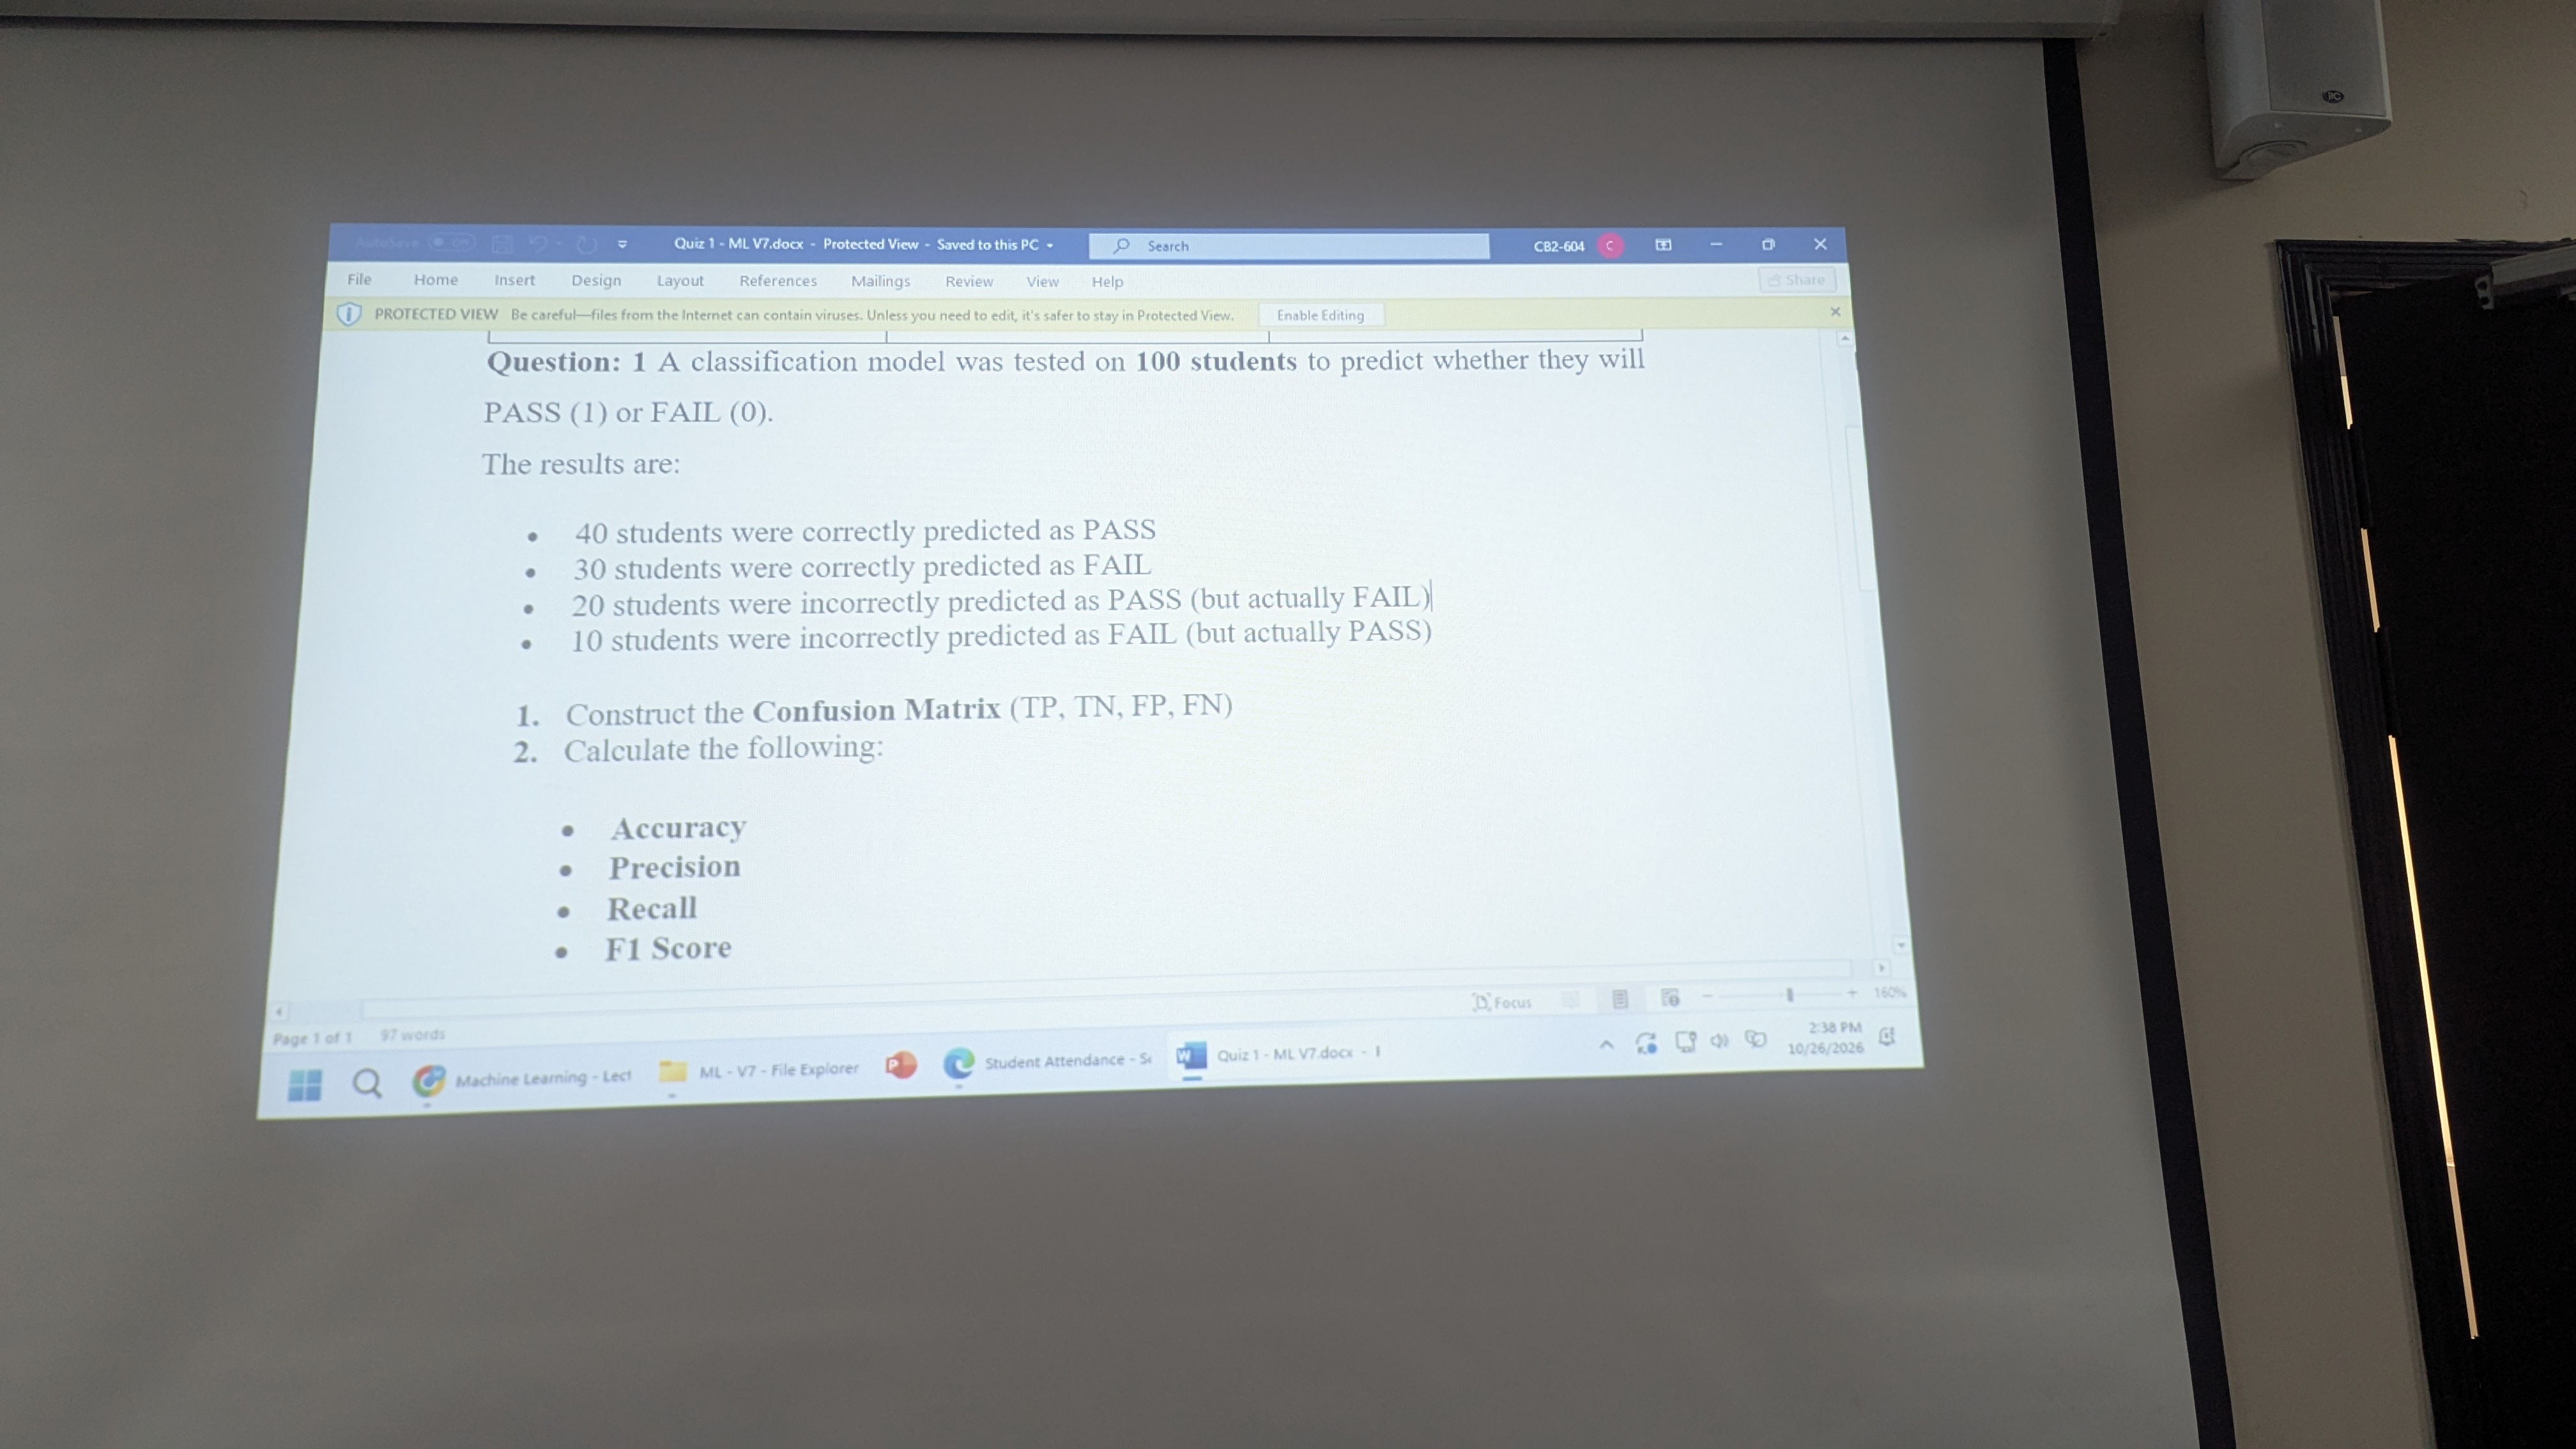 AutoSave Off Quiz 1 - ML V7.docx - Protected View - Saved to this PC Search CB2-604 C
File Home Insert Design Layout References Mailings Review View Help Share
PROTECTED VIEW Be careful—files from the Internet can contain viruses. Unless you need to edit, it's safer to stay in Protected View. Enable Editing
Question: 1 A classification model was tested on 100 students to predict whether they will
PASS (1) or FAIL (0).
The results are:
• 40 students were correctly predicted as PASS
• 30 students were correctly predicted as FAIL
• 20 students were incorrectly predicted as PASS (but actually FAIL)
• 10 students were incorrectly predicted as FAIL (but actually PASS)
1. Construct the Confusion Matrix (TP, TN, FP, FN)
2. Calculate the following:
• Accuracy
• Precision
• Recall
• F1 Score
Focus 160%
Page 1 of 1 97 words
Machine Learning - Lect ML - V7 - File Explorer Student Attendance - Quiz 1 - ML V7.docx - 2:38 PM
10/26/2026